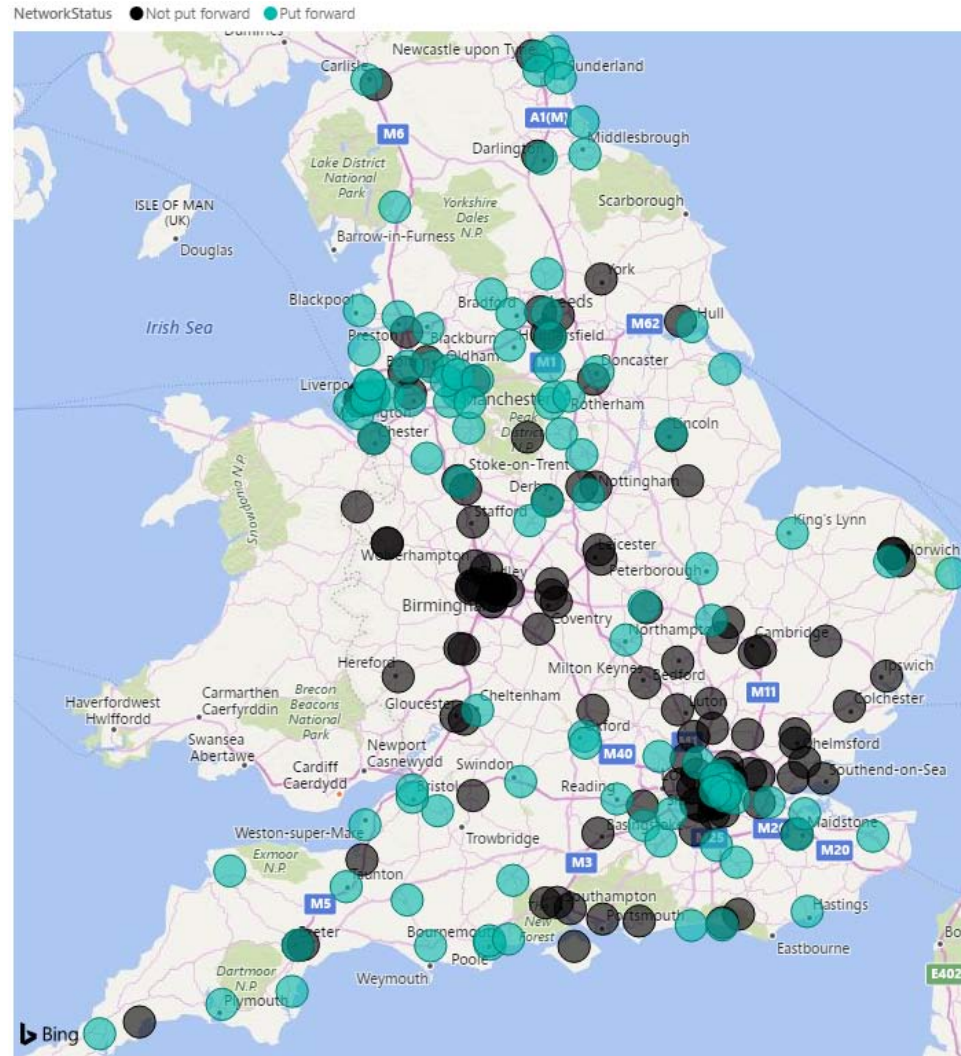 NetworkStatus Not put forward Put forward
Newcastle upon Tyne
Carlisle
Sunderland
A1(M)
M6
Middlesbrough
Darlington
Lake District
National
Park
ISLE OF MAN
(UK)
Yorkshire
Dales
N.P.
Scarborough
Barrow-in-Furness
Douglas
York
Blackpool
Bradford
Leeds
Irish Sea
Hull
M62
Preston
Blackburn
Oldham
M1
Doncaster
Liverpo
Manchester
Rotherham
Peak
District
N.P.
Chester
Lincoln
Snowdonia N.P.
Stoke-on-Trent
Derby
Nottingham
Stafford
King's Lynn
Norwich
Leicester
Wolverhampton
Dudley
Peterborough
Birmingham
Coventry
Northampton
Cambridge
Hereford
Milton Keynes
Bedford
Ipswich
M11
Haverfordwest
Hwlffordd
Carmarthen
Caerfyrddin
Brecon
Beacons
National
Park
Gloucester
Cheltenham
Luton
Colchester
Swansea
Abertawe
Newport
Casnewydd
Oxford
M40
Chelmsford
Cardiff
Caerdydd
Swindon
Southend-on-Sea
Bristol
Reading
Weston-super-Mare
Trowbridge
Basingstoke
M25
Maidstone
M20
Exmoor
N.P.
M3
Taunton
M5
Southampton
Portsmouth
Hastings
The
New
Forest
Exeter
Bournemouth
Poole
Eastbourne
Dartmoor
N.P.
Weymouth
Plymouth
E402
Bing